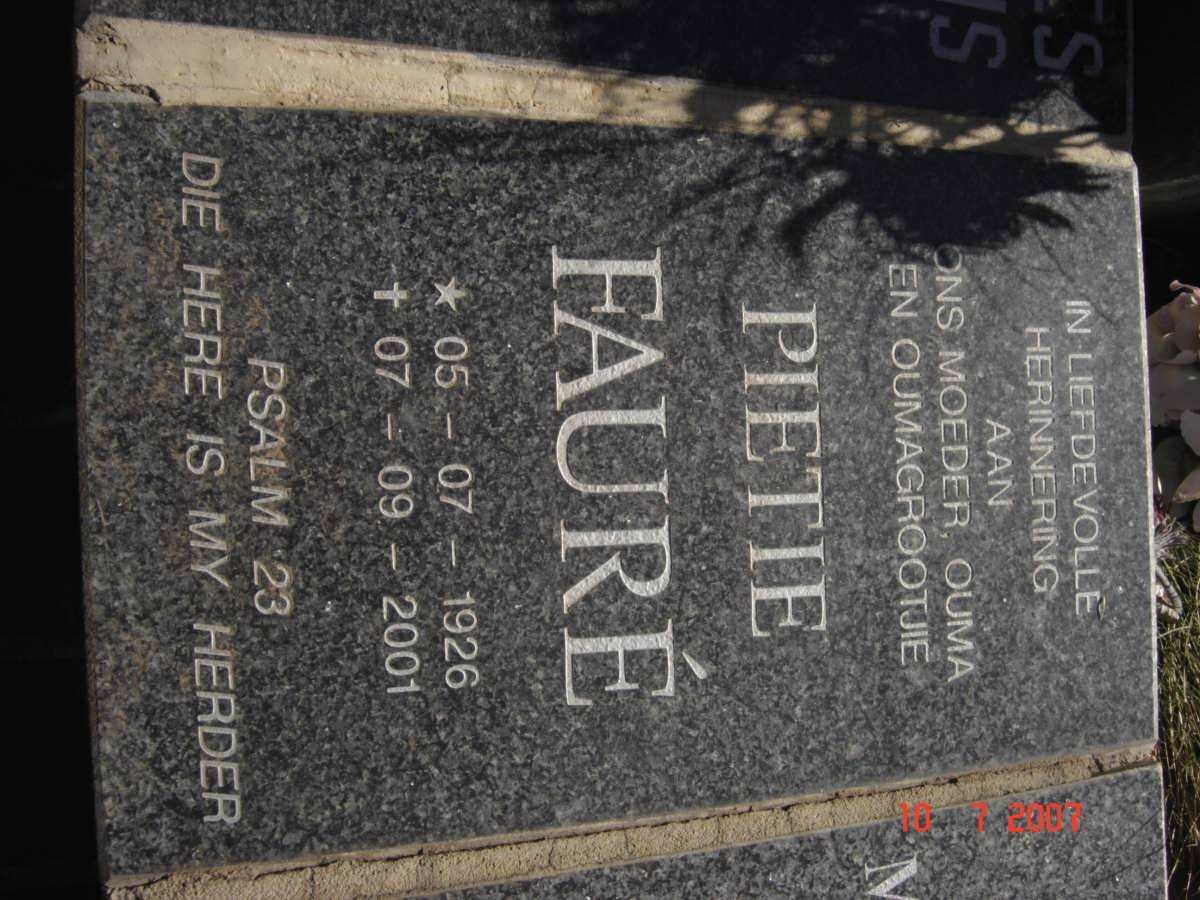 IN LIEFDEVOLLE
HERINNERING
AAN
ONS MOEDER, OUMA
EN OUMAGROOTJIE
PIETIE
FAURÉ
★ 05 – 07 – 1926
✝ 07 – 09 – 2001
PSALM 23
DIE HERE IS MY HERDER
10 7 2007